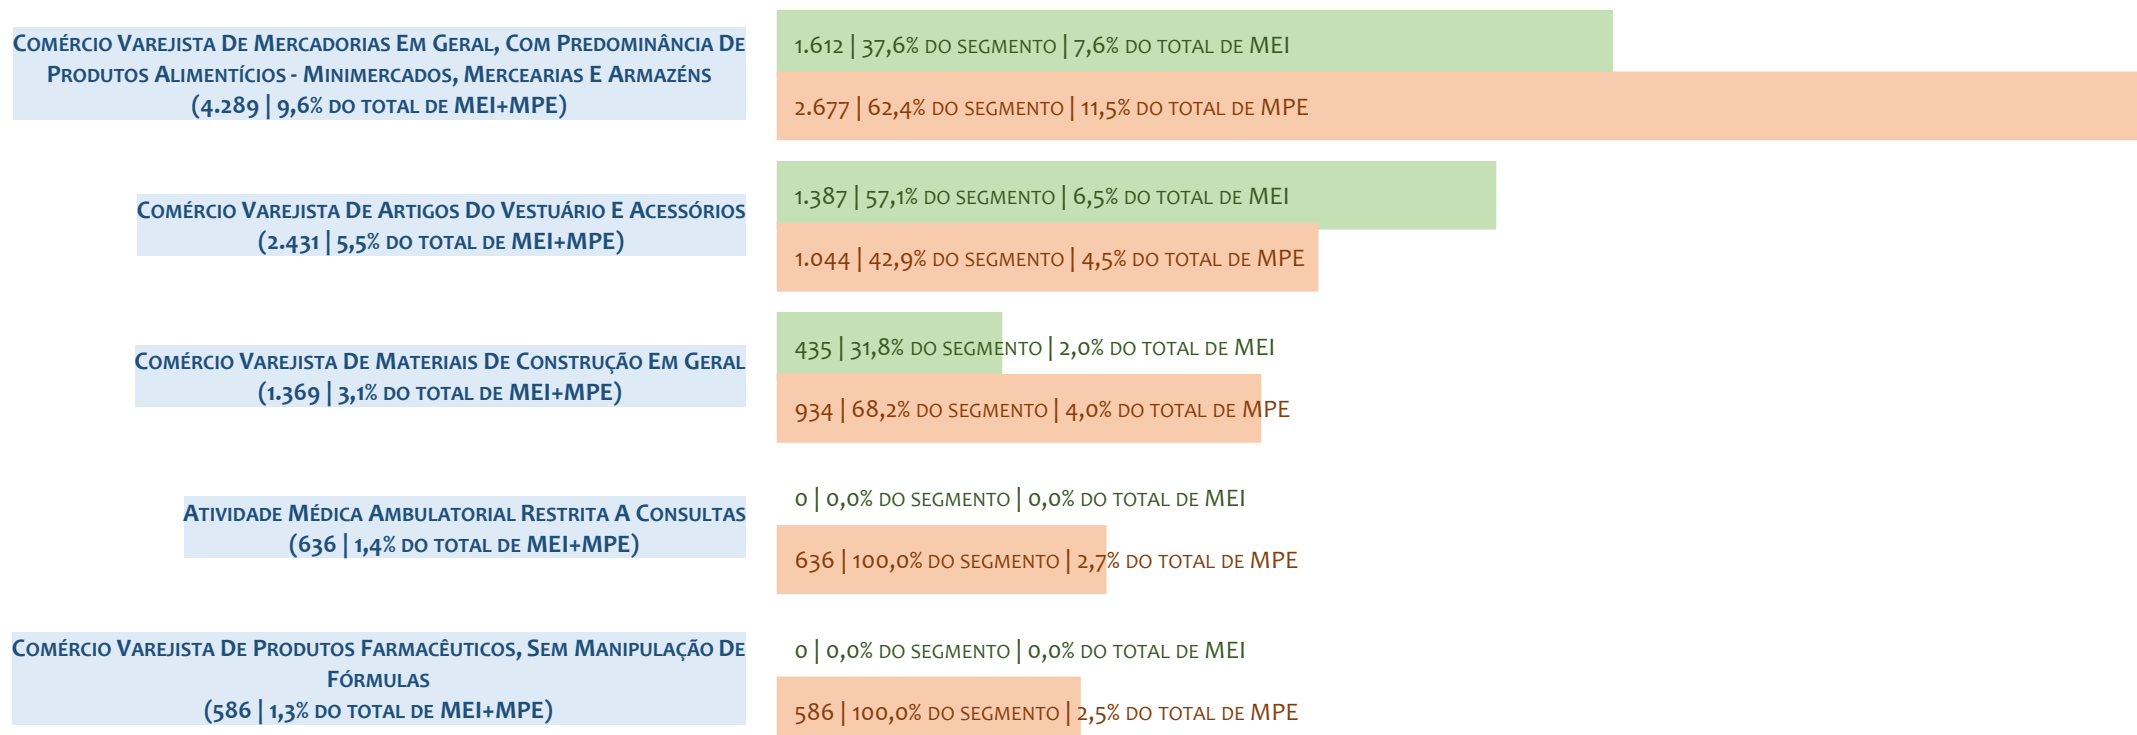 Comércio Varejista De Mercadorias Em Geral, Com Predominância De
Produtos Alimentícios - Minimercados, Mercearias E Armazéns
(4.289 | 9,6% do total de MEI+MPE)
1.612 | 37,6% do segmento | 7,6% do total de MEI
2.677 | 62,4% do segmento | 11,5% do total de MPE
Comércio Varejista De Artigos Do Vestuário E Acessórios
(2.431 | 5,5% do total de MEI+MPE)
1.387 | 57,1% do segmento | 6,5% do total de MEI
1.044 | 42,9% do segmento | 4,5% do total de MPE
Comércio Varejista De Materiais De Construção Em Geral
(1.369 | 3,1% do total de MEI+MPE)
435 | 31,8% do segmento | 2,0% do total de MEI
934 | 68,2% do segmento | 4,0% do total de MPE
Atividade Médica Ambulatorial Restrita A Consultas
(636 | 1,4% do total de MEI+MPE)
0 | 0,0% do segmento | 0,0% do total de MEI
636 | 100,0% do segmento | 2,7% do total de MPE
Comércio Varejista De Produtos Farmacêuticos, Sem Manipulação De
Fórmulas
(586 | 1,3% do total de MEI+MPE)
0 | 0,0% do segmento | 0,0% do total de MEI
586 | 100,0% do segmento | 2,5% do total de MPE